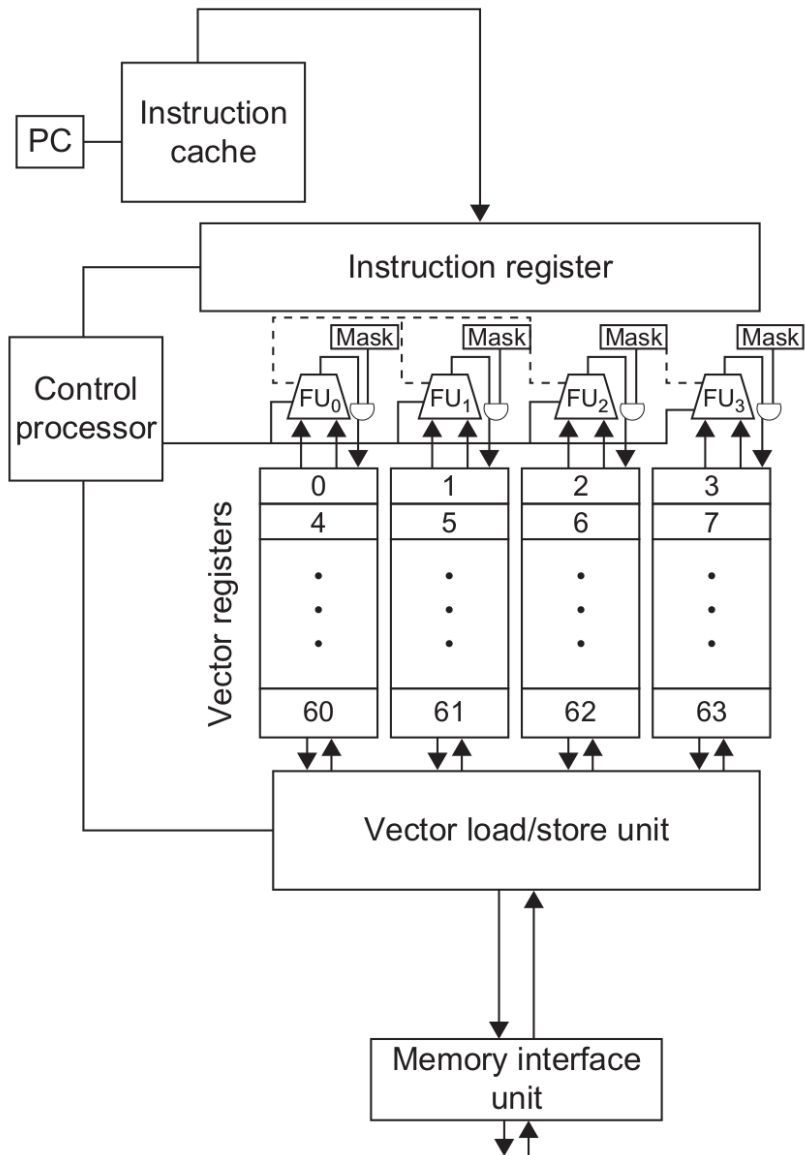 Instruction
cache
PC
Instruction register
Mask Mask Mask Mask
Control
processor
FU0 FU1 FU2 FU3
Vector registers
0 1 2 3
4 5 6 7
60 61 62 63
Vector load/store unit
Memory interface
unit